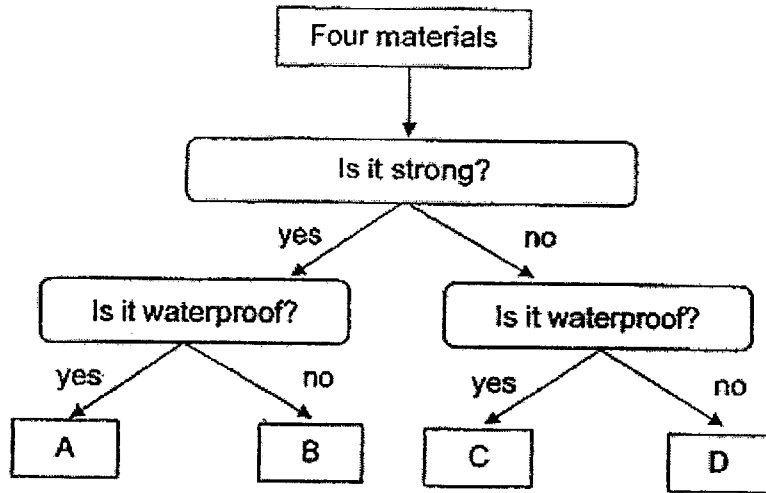 Four materials
Is it strong?
yes
no
Is it waterproof?
Is it waterproof?
yes
no
yes
no
A
B
C
D